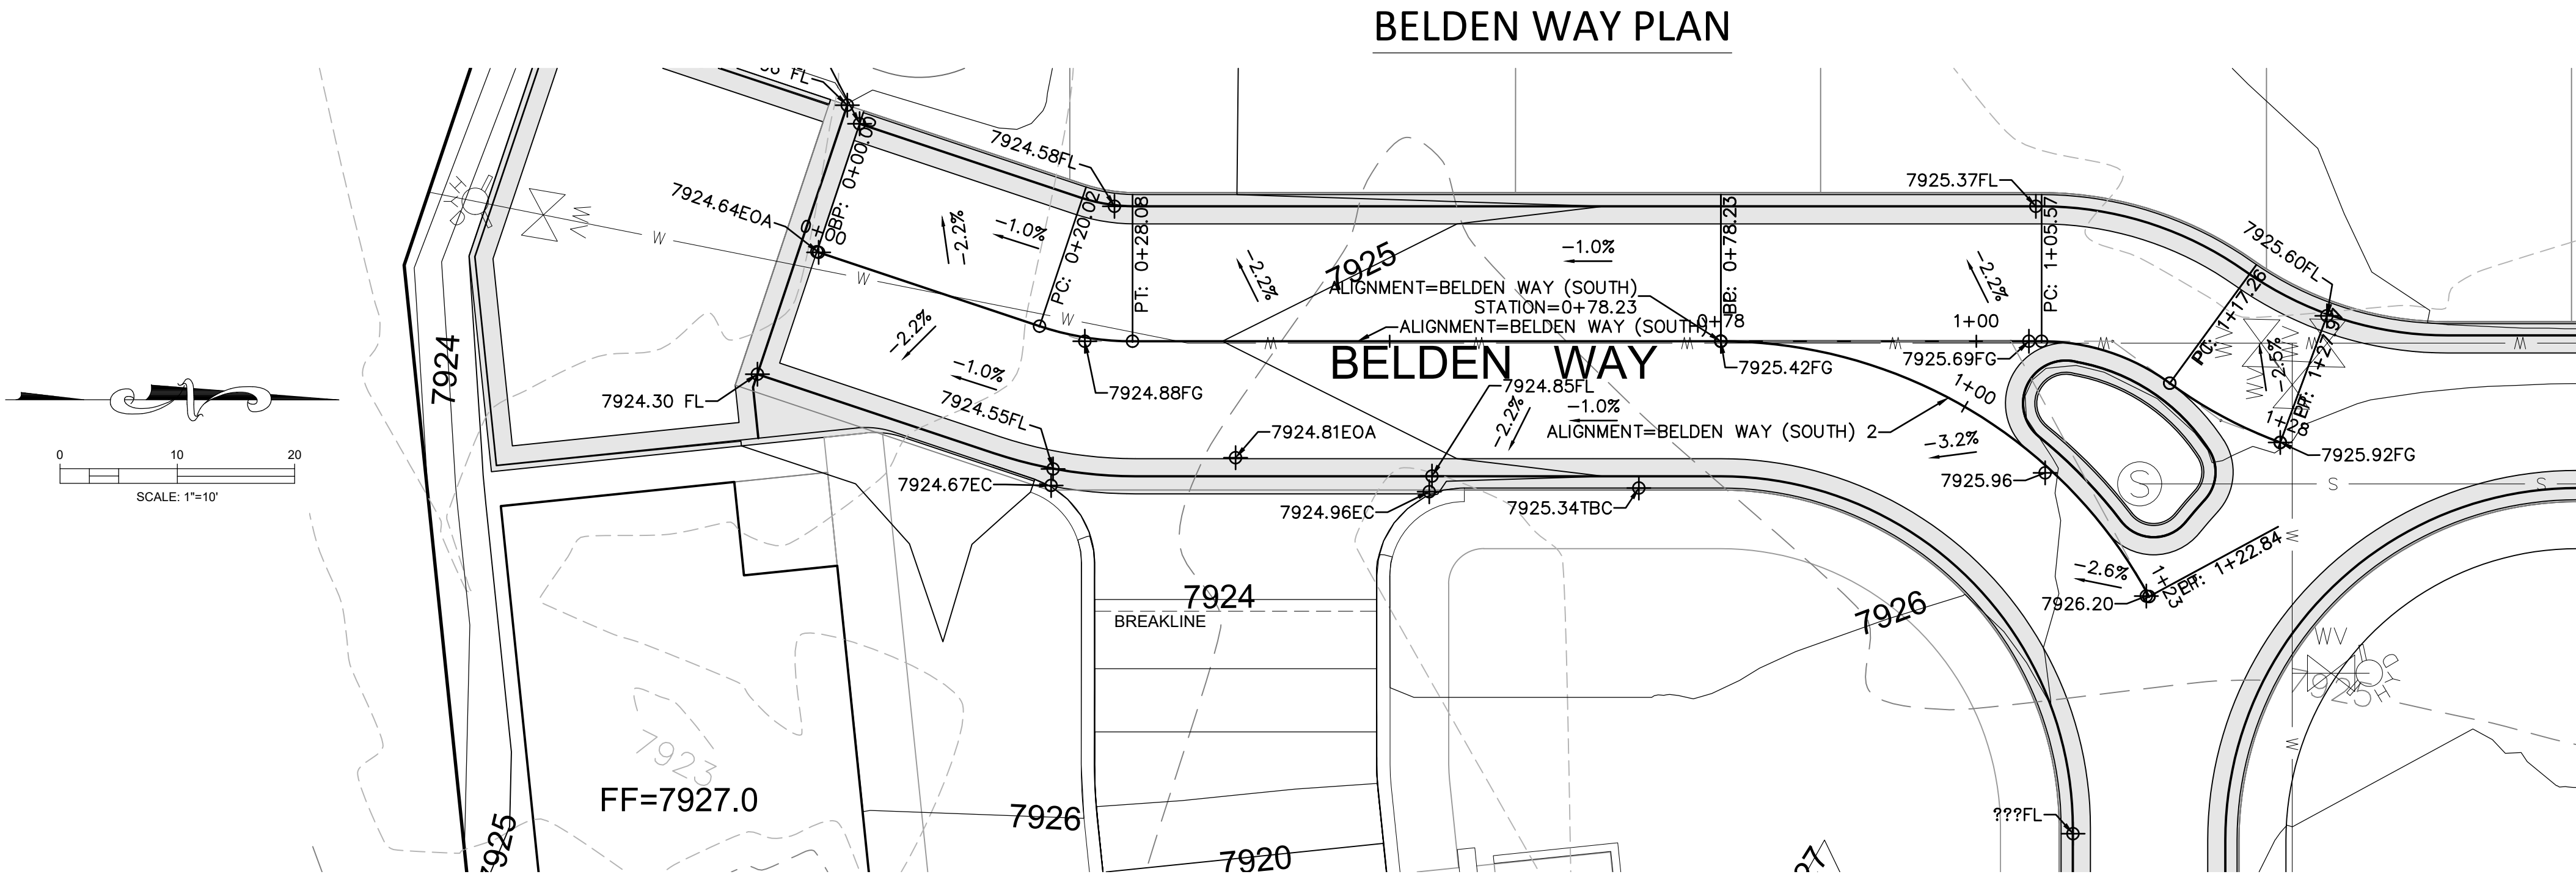 BELDEN WAY PLAN
FL
7924.58FL
7924.64EOA
0+00
BP: 0+00.00
-2.2%
-1.0%
PC: 0+20.02
PT: 0+28.08
-2.2%
7925
-1.0%
BP: 0+78.23
7925.37FL
PC: 1+05.57
-2.2%
7925.60FL
PC: 1+17.26
HYD
W
W
W
W
ALIGNMENT=BELDEN WAY (SOUTH)
STATION=0+78.23
ALIGNMENT=BELDEN WAY (SOUTH)
0+78
1+00
W
W
W
W
W
W
W
BELDEN WAY
7925.42FG
7925.69FG
-2.5%
EP: 1+27.97
1+28
7925.92FG
7924
7924.30 FL
-2.2%
-1.0%
7924.88FG
7924.55FL
7924.85FL
-2.2%
-1.0%
1+00
ALIGNMENT=BELDEN WAY (SOUTH) 2
-3.2%
7924.81EOA
7924.67EC
7924.96EC
7925.34TBC
7925.96
S
S
S
0 10 20
SCALE: 1"=10'
-2.6%
7926.20
1+23
EP: 1+22.84
W
7924
BREAKLINE
7926
WV
HYD
7925
7923
FF=7927.0
W
7925
7926
7920
???FL
27